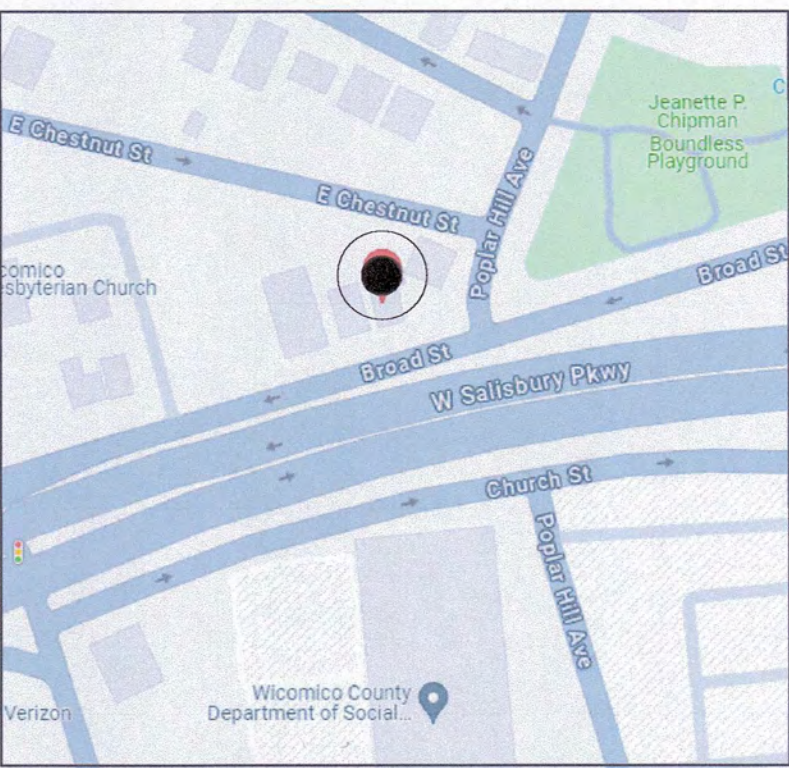 C
Jeanette P.
Chipman
Boundless
Playground
E Chestnut St
E Chestnut St
Poplar Hill Ave
comico
esbyterian Church
Broad St
Broad St
W Salisbury Pkwy
Church St
Poplar Hill Ave
Wicomico County
Department of Social...
Verizon